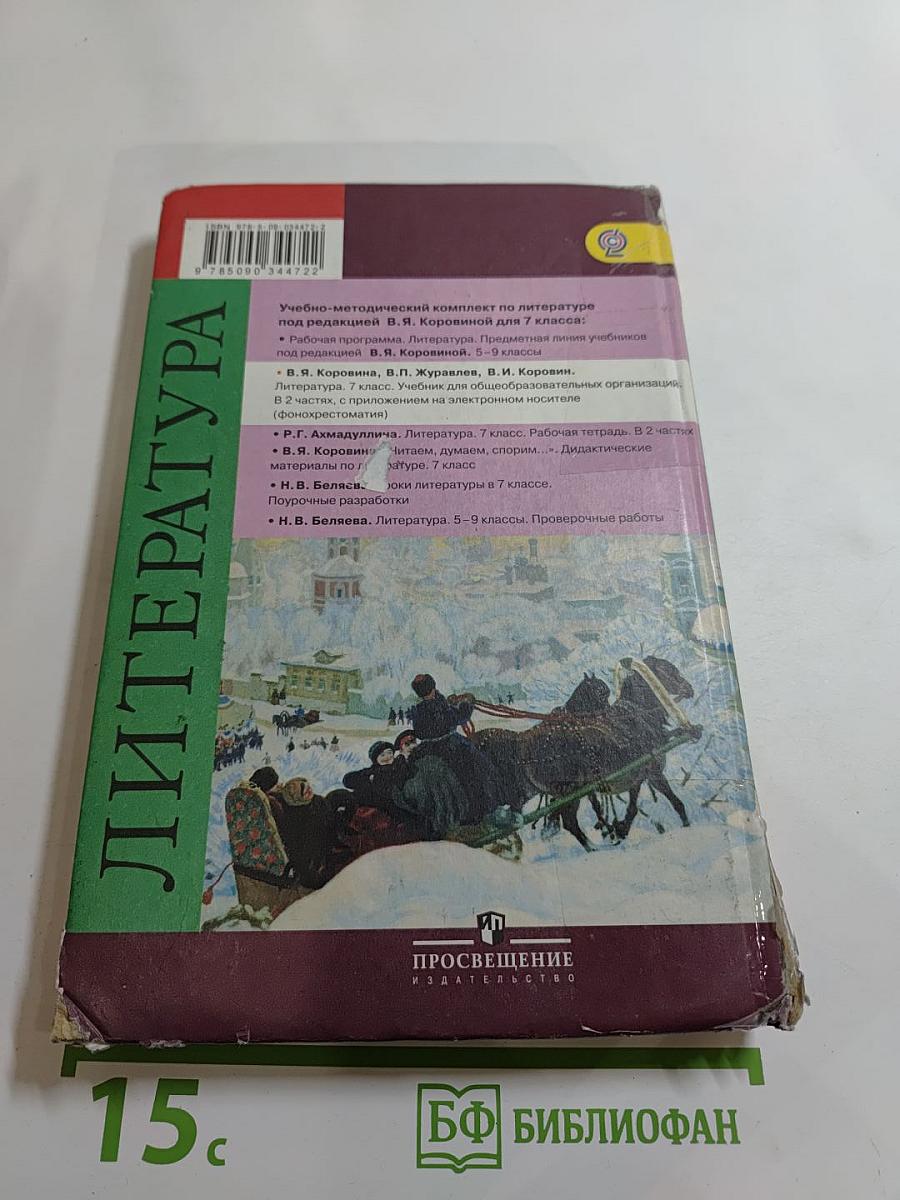 ISBN 978-5-09-034472-2
9 785090 344722
ЛИТЕРАТУРА
Учебно-методический комплект по литературе
под редакцией В.Я. Коровиной для 7 класса:
• Рабочая программа. Литература. Предметная линия учебников
под редакцией В.Я. Коровиной. 5–9 классы
• В.Я. Коровина, В.П. Журавлев, В.И. Коровин.
Литература. 7 класс. Учебник для общеобразовательных организаций.
В 2 частях, с приложением на электронном носителе
(фонохрестоматия)
• Р.Г. Ахмадуллина. Литература. 7 класс. Рабочая тетрадь. В 2 частях
• В.Я. Коровина. «Читаем, думаем, спорим...». Дидактические
материалы по литературе. 7 класс
• Н.В. Беляева. Уроки литературы в 7 классе.
Поурочные разработки
• Н.В. Беляева. Литература. 5–9 классы. Проверочные работы
ИП
ПРОСВЕЩЕНИЕ
ИЗДАТЕЛЬСТВО
15 с
БФ БИБЛИОФАН